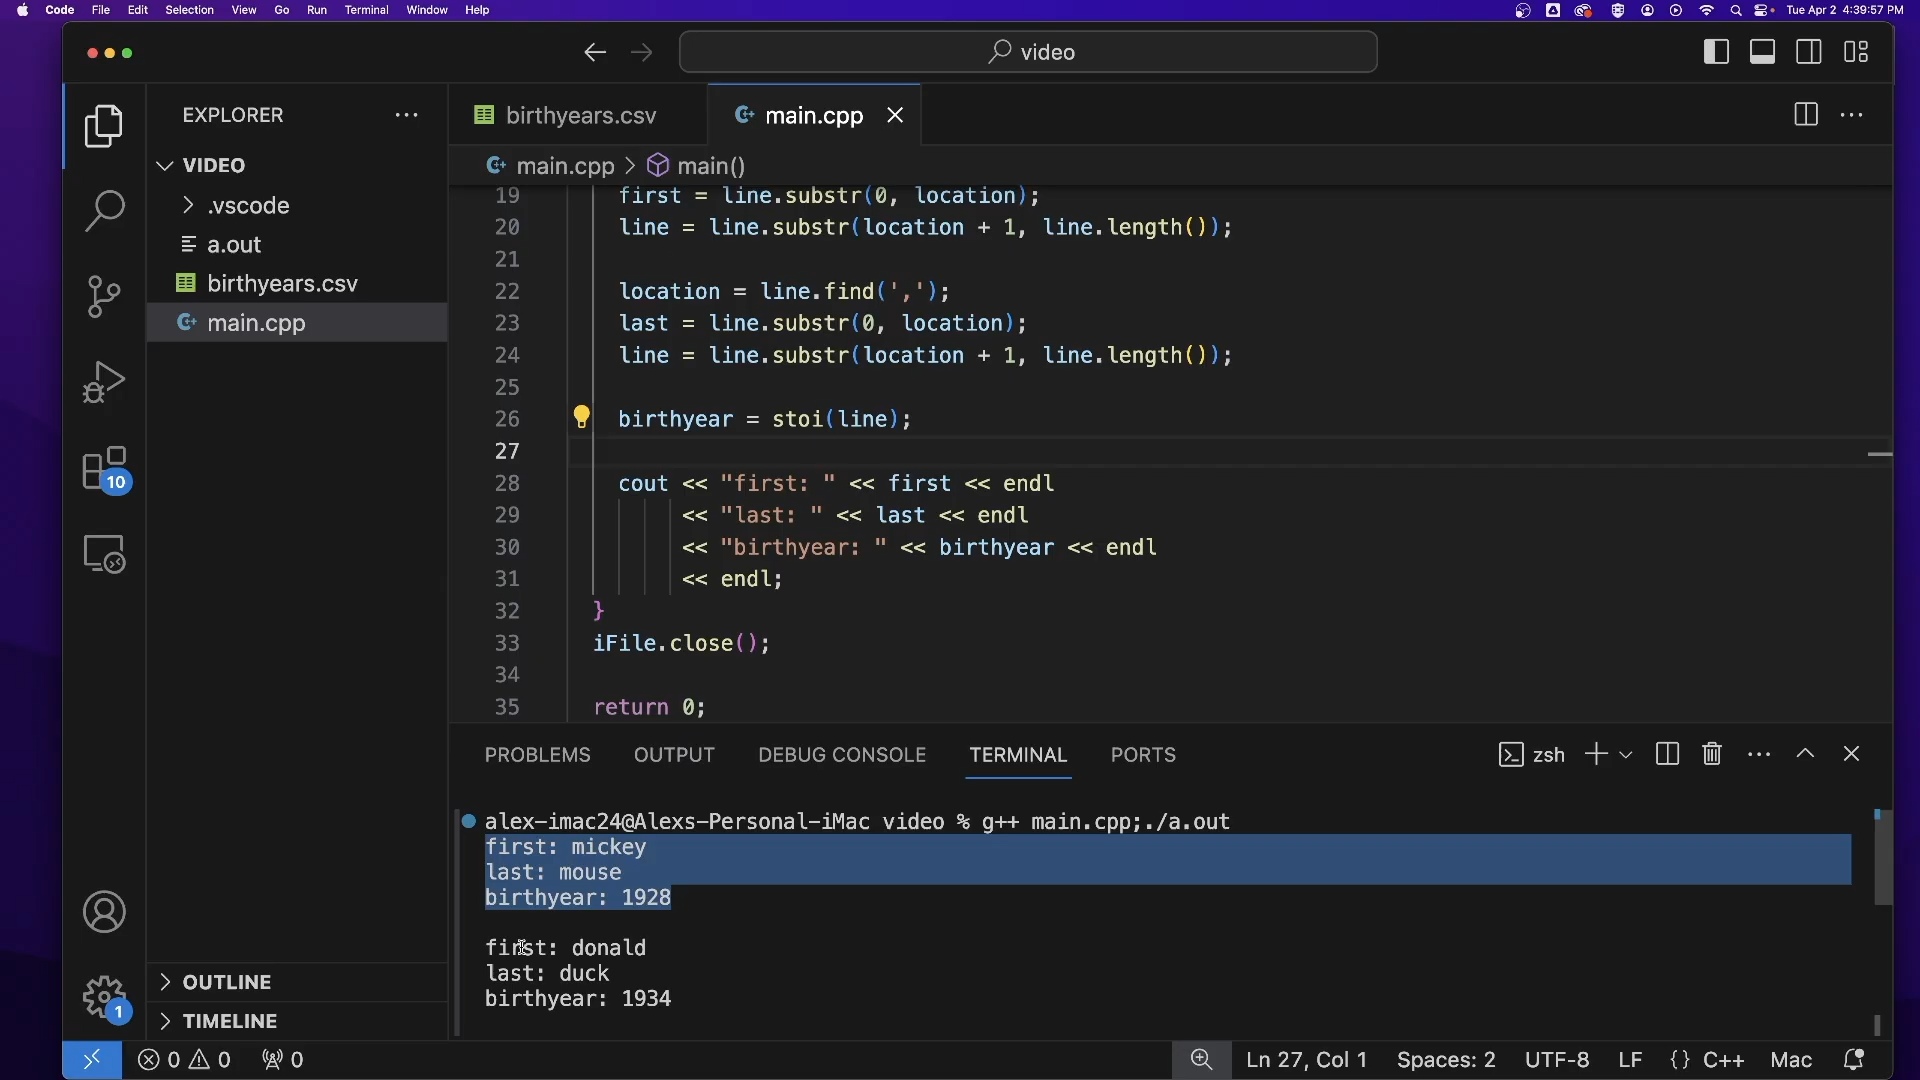 Code File Edit Selection View Go Run Terminal Window Help Tue Apr 2 4:39:57 PM
video
EXPLORER
VIDEO
.vscode
a.out
birthyears.csv
main.cpp
OUTLINE
TIMELINE
10
1
birthyears.csv main.cpp
main.cpp > main()
19 first = line.substr(0, location);
20 line = line.substr(location + 1, line.length());
21
22 location = line.find(',');
23 last = line.substr(0, location);
24 line = line.substr(location + 1, line.length());
25
26 birthyear = stoi(line);
27
28 cout << "first: " << first << endl
29 << "last: " << last << endl
30 << "birthyear: " << birthyear << endl
31 << endl;
32 }
33 iFile.close();
34
35 return 0;
PROBLEMS OUTPUT DEBUG CONSOLE TERMINAL PORTS zsh
alex-imac24@Alexs-Personal-iMac video % g++ main.cpp;./a.out
first: mickey
last: mouse
birthyear: 1928
first: donald
last: duck
birthyear: 1934
0 0 0 Ln 27, Col 1 Spaces: 2 UTF-8 LF {} C++ Mac